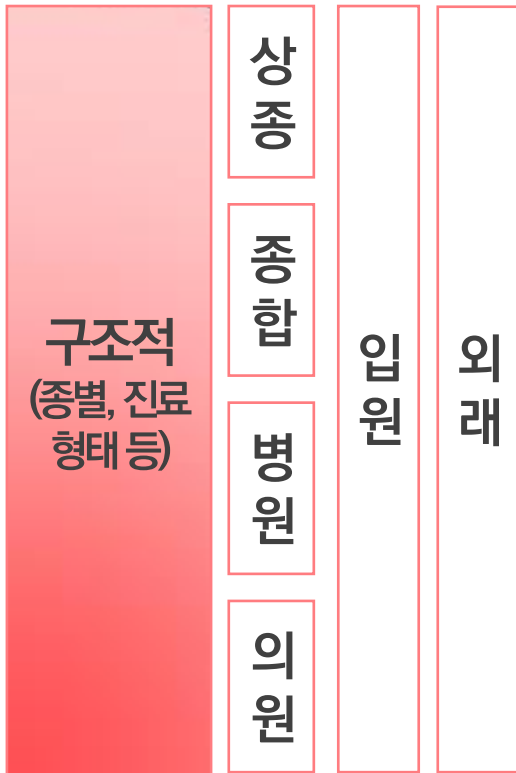 구조적
(종별, 진료
형태 등)
상
종
종
합
병
원
의
원
입
원
외
래